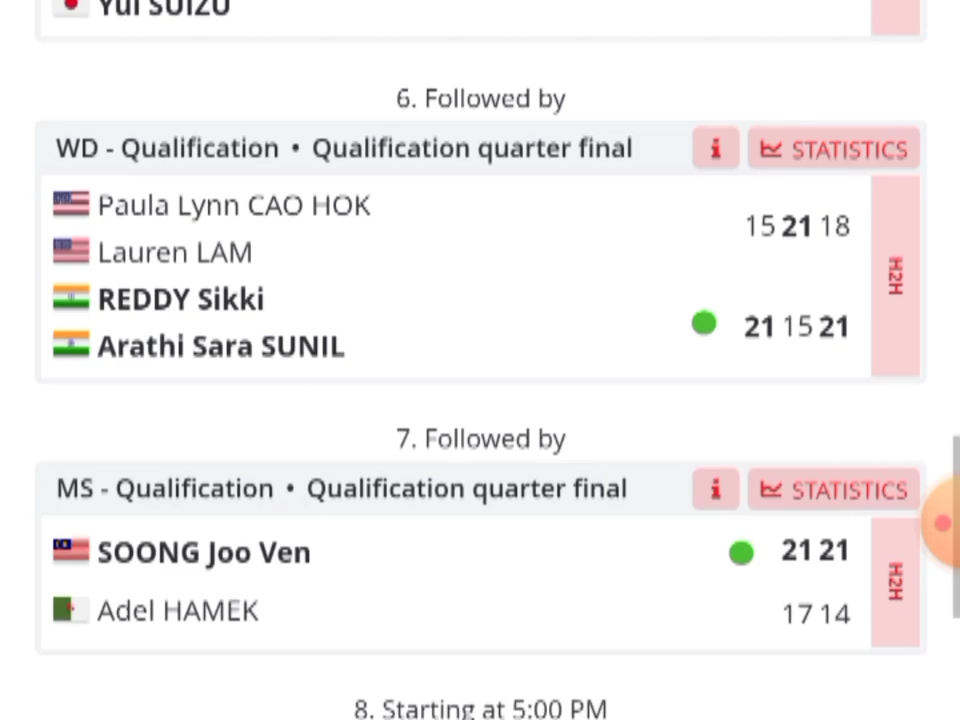 Yui SUIZU
6. Followed by
WD - Qualification • Qualification quarter final
i STATISTICS
Paula Lynn CAO HOK
Lauren LAM
15 21 18
REDDY Sikki
Arathi Sara SUNIL
21 15 21
H2H
7. Followed by
MS - Qualification • Qualification quarter final
i STATISTICS
SOONG Joo Ven
21 21
Adel HAMEK
17 14
H2H
8. Starting at 5:00 PM